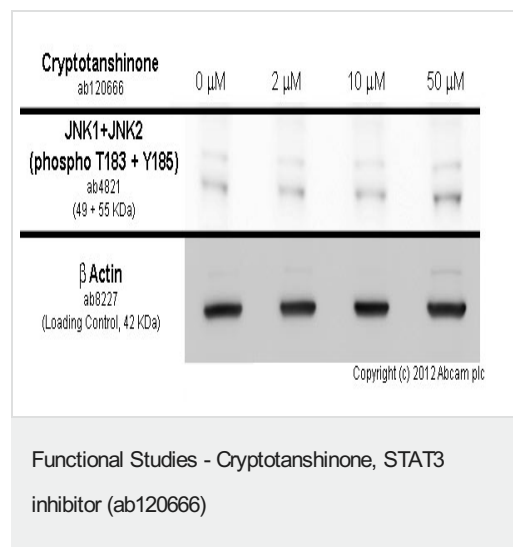 Cryptotanshinone
ab120666
0 µM 2 µM 10 µM 50 µM
JNK1+JNK2
(phospho T183 + Y185)
ab4821
(49 + 55 KDa)
β Actin
ab8227
(Loading Control, 42 KDa)
Copyright (c) 2012 Abcam plc
Functional Studies - Cryptotanshinone, STAT3
inhibitor (ab120666)